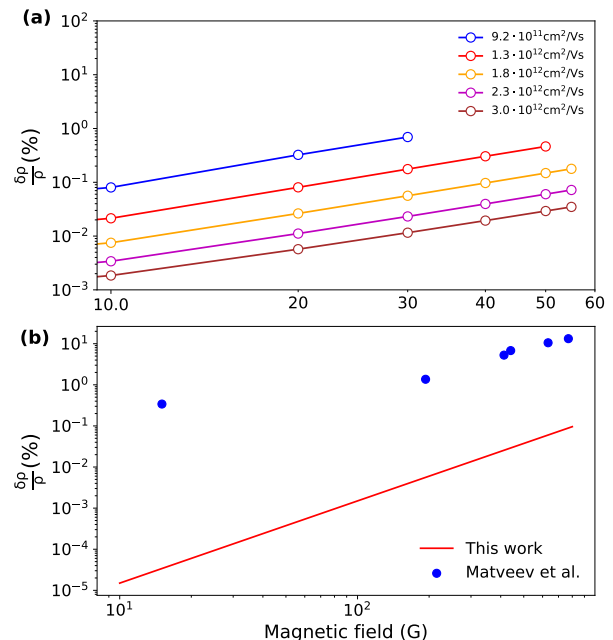 (a)
10²
10¹
10⁰
10⁻¹
10⁻²
10⁻³
δρ/ρ (%)
9.2 · 10¹¹cm²/Vs
1.3 · 10¹²cm²/Vs
1.8 · 10¹²cm²/Vs
2.3 · 10¹²cm²/Vs
3.0 · 10¹²cm²/Vs
10.0 20 30 40 50 60
(b)
10¹
10⁰
10⁻¹
10⁻²
10⁻³
10⁻⁴
10⁻⁵
δρ/ρ (%)
This work
Matveev et al.
10¹ 10²
Magnetic field (G)